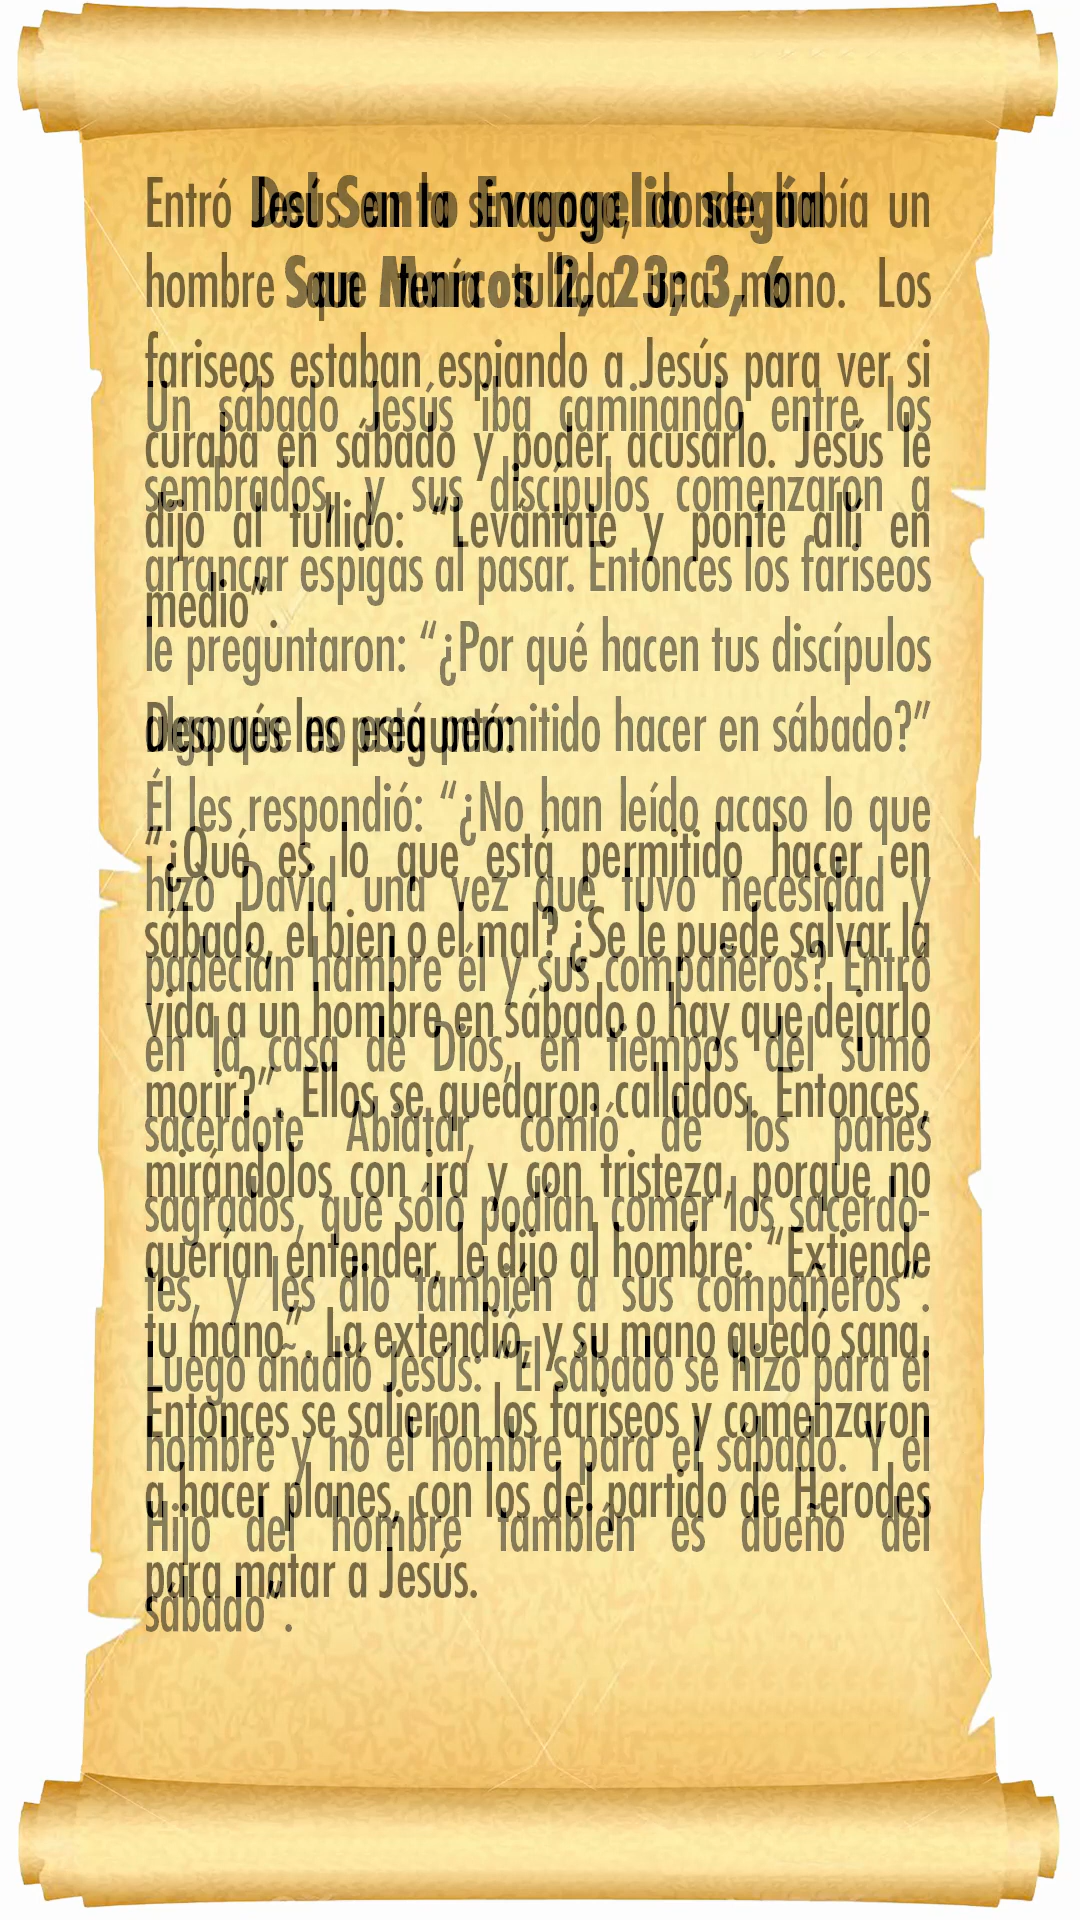 Del Santo Evangelio según
San Marcos 2, 23; 3, 6
Un sábado Jesús iba caminando entre los
sembrados, y sus discípulos comenzaron a
arrancar espigas al pasar. Entonces los fariseos
le preguntaron: “¿Por qué hacen tus discípulos
algo que no está permitido hacer en sábado?”
Él les respondió: “¿No han leído acaso lo que
hizo David una vez que tuvo necesidad y
padecían hambre él y sus compañeros? Entró
en la casa de Dios, en tiempos del sumo
sacerdote Abiatar, comió de los panes
sagrados, que sólo podían comer los sacerdo-
tes, y les dio también a sus compañeros”.
Luego añadió Jesús: “El sábado se hizo para el
hombre y no el hombre para el sábado. Y el
Hijo del hombre también es dueño del
sábado”.
Entró Jesús en la sinagoga, donde había un
hombre que tenía tullida una mano. Los
fariseos estaban espiando a Jesús para ver si
curaba en sábado y poder acusarlo. Jesús le
dijo al tullido: “Levántate y ponte allí en
medio”.
Después les preguntó:
“¿Qué es lo que está permitido hacer en
sábado, el bien o el mal? ¿Se le puede salvar la
vida a un hombre en sábado o hay que dejarlo
morir?”. Ellos se quedaron callados. Entonces,
mirándolos con ira y con tristeza, porque no
querían entender, le dijo al hombre: “Extiende
tu mano”. La extendió, y su mano quedó sana.
Entonces se salieron los fariseos y comenzaron
a hacer planes, con los del partido de Herodes
para matar a Jesús.